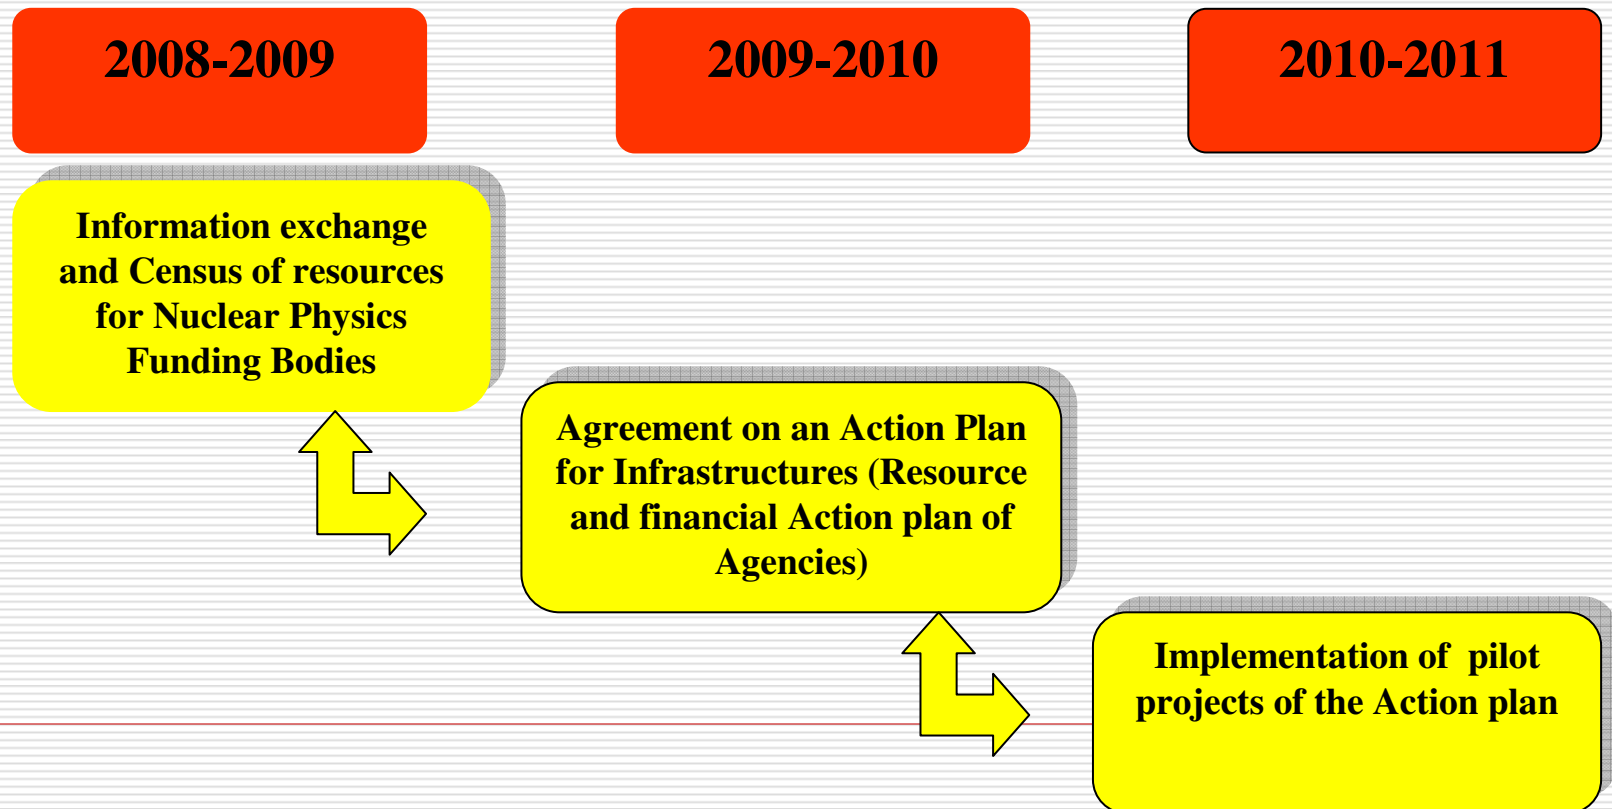 2008-2009
2009-2010
2010-2011
Information exchange
and Census of resources
for Nuclear Physics
Funding Bodies
Agreement on an Action Plan
for Infrastructures (Resource
and financial Action plan of
Agencies)
Implementation of pilot
projects of the Action plan